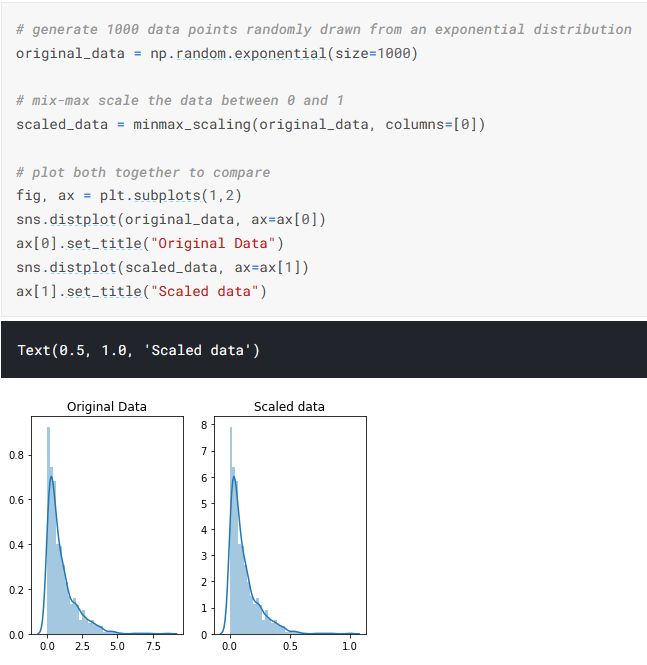 # generate 1000 data points randomly drawn from an exponential distribution
original_data = np.random.exponential(size=1000)
# mix-max scale the data between 0 and 1
scaled_data = minmax_scaling(original_data, columns=[0])
# plot both together to compare
fig, ax = plt.subplots(1,2)
sns.distplot(original_data, ax=ax[0])
ax[0].set_title("Original Data")
sns.distplot(scaled_data, ax=ax[1])
ax[1].set_title("Scaled data")
Text(0.5, 1.0, 'Scaled data')
Original Data
0.8
0.6
0.4
0.2
0.0
0.0 2.5 5.0 7.5
Scaled data
8
7
6
5
4
3
2
1
0
0.0 0.5 1.0